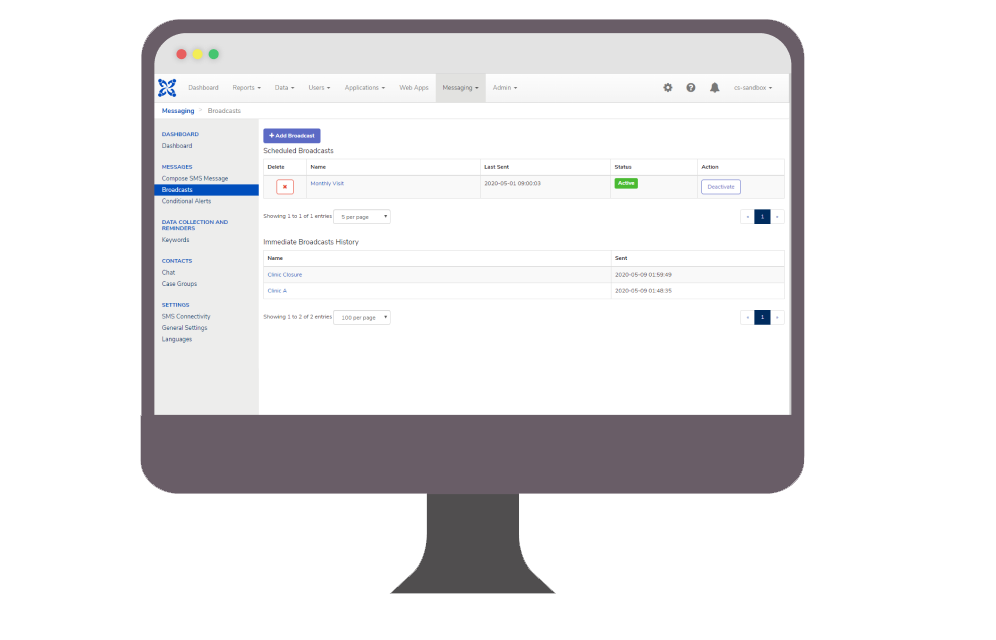 Dashboard Reports Data Users Applications Web Apps Messaging Admin cs-sandbox
Messaging > Broadcasts
DASHBOARD
Dashboard
MESSAGES
Compose SMS Message
Broadcasts
Conditional Alerts
DATA COLLECTION AND
REMINDERS
Keywords
CONTACTS
Chat
Case Groups
SETTINGS
SMS Connectivity
General Settings
Languages
+ Add Broadcast
Scheduled Broadcasts
Delete Name Last Sent Status Action
Monthly Visit 2020-05-01 09:00:03 Active Deactivate
Showing 1 to 1 of 1 entries 5 per page « 1 »
Immediate Broadcasts History
Name Sent
Clinic Closure 2020-05-09 01:59:49
Clinic A 2020-05-09 01:48:35
Showing 1 to 2 of 2 entries 100 per page « 1 »